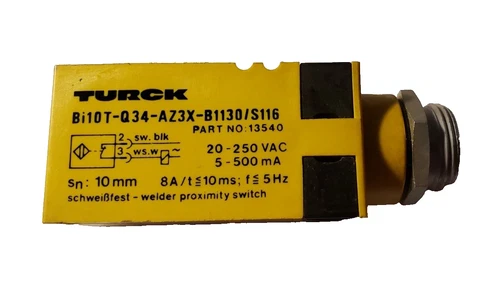 TURCK
Bi10T-Q34-AZ3X-B1130/S116
PART NO:13540
2 sw. blk
3 ws. w
20-250 VAC
5-500 mA
sn: 10 mm 8A/t≦10ms; f≦5Hz
schweißfest - welder proximity switch